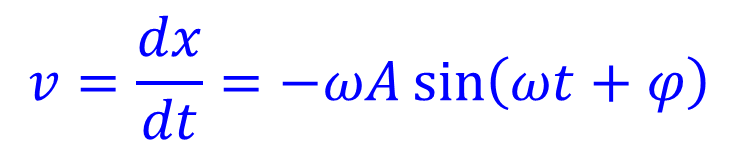 v = dx/dt = −ωA sin(ωt + φ)